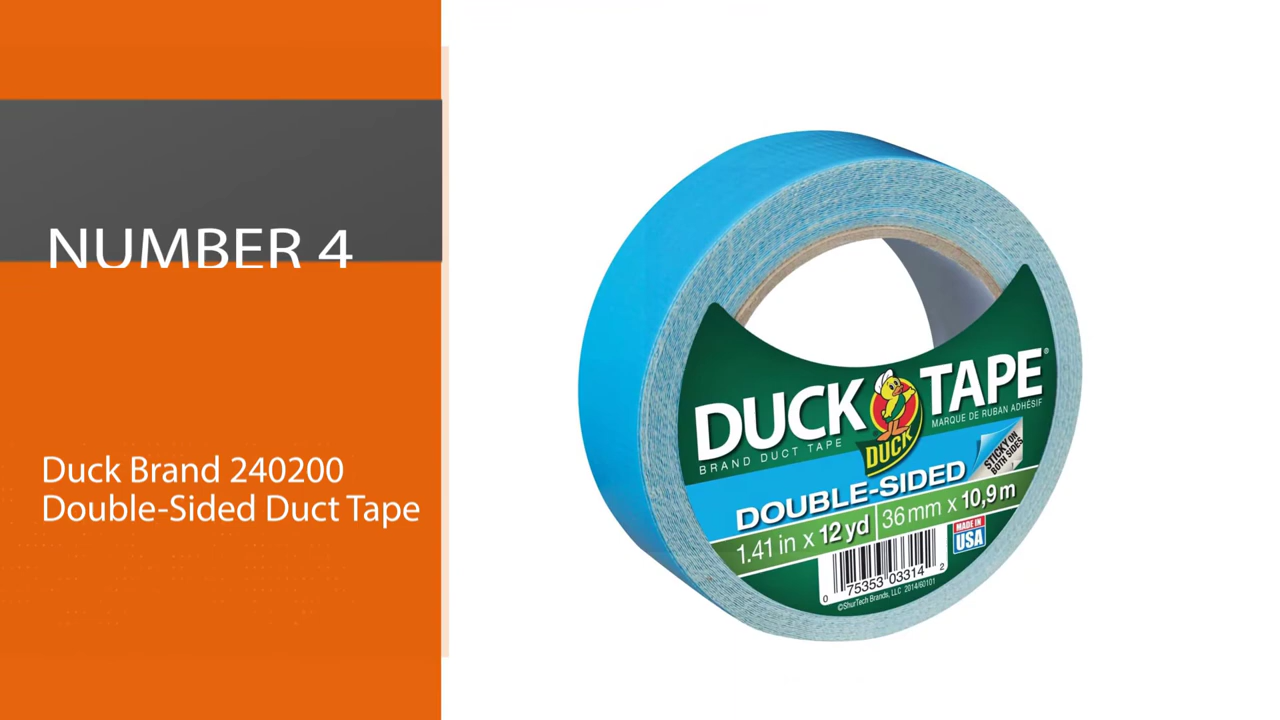 NUMBER 4
Duck Brand 240200
Double-Sided Duct Tape
DUCK TAPE®
BRAND DUCT TAPE
MARQUE DE RUBAN ADHÉSIF
DUCK
STICKY ON
BOTH SIDES
DOUBLE-SIDED
1.41 in x 12 yd 36 mm x 10,9 m
MADE IN
USA
0 75353 03314 2
©ShurTech Brands, LLC 2014/60101